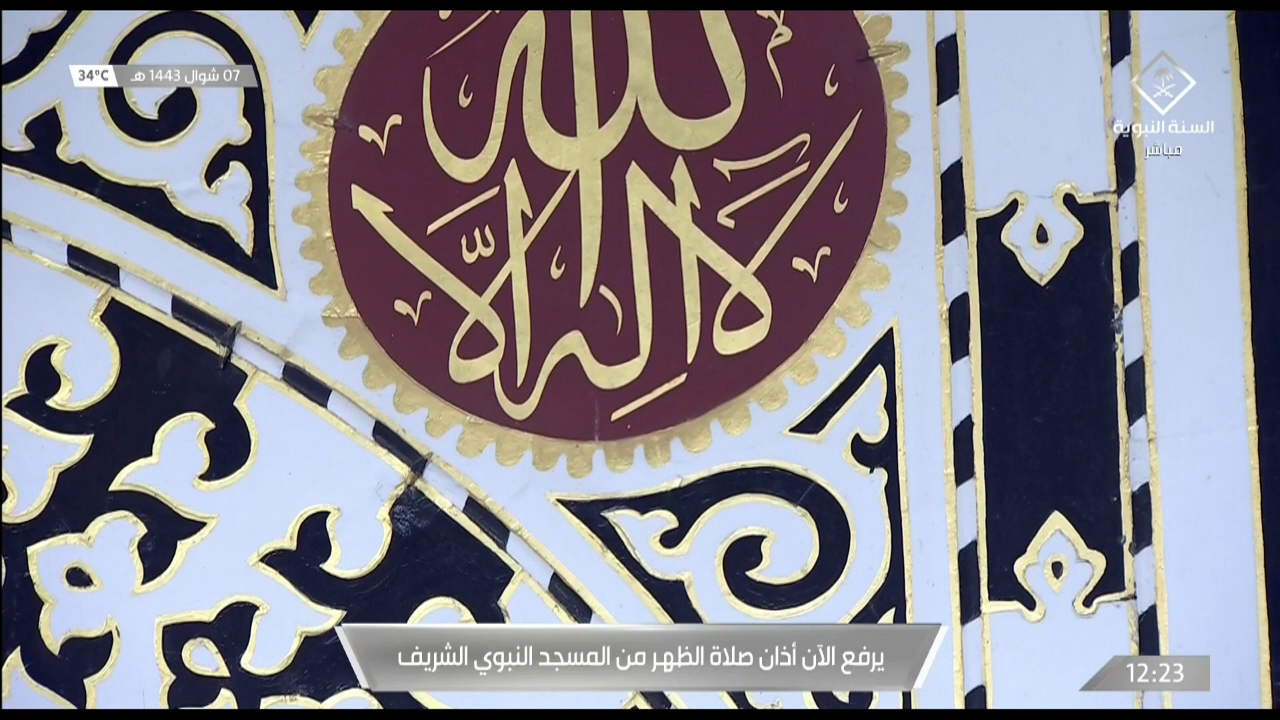 34°C
07 شوال 1443 هـ
السنة النبوية
مباشر
لا إله إلّا
الله
يرفع الآن أذان صلاة الظهر من المسجد النبوي الشريف
12:23